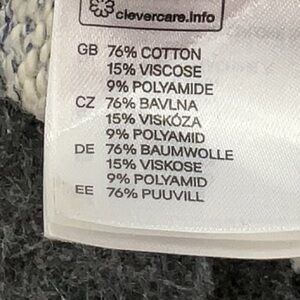 clevercare.info
GB 76% COTTON
15% VISCOSE
9% POLYAMIDE
CZ 76% BAVLNA
15% VISKÓZA
9% POLYAMID
DE 76% BAUMWOLLE
15% VISKOSE
9% POLYAMID
EE 76% PUUVILL